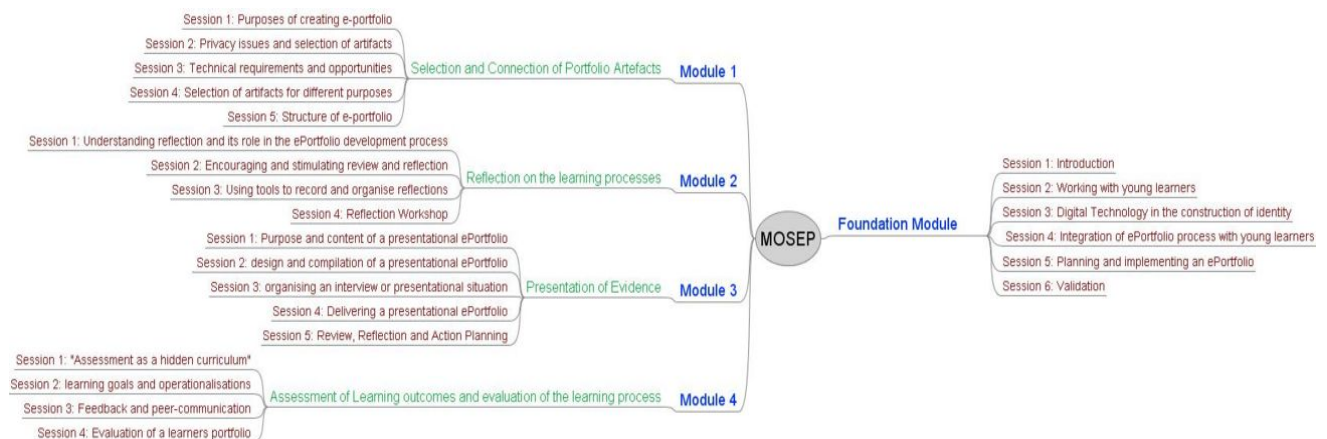 Session 1: Purposes of creating e-portfolio
Session 2: Privacy issues and selection of artifacts
Session 3: Technical requirements and opportunities
Session 4: Selection of artifacts for different purposes
Session 5: Structure of e-portfolio
Selection and Connection of Portfolio Artefacts
Module 1
Session 1: Understanding reflection and its role in the ePortfolio development process
Session 2: Encouraging and stimulating review and reflection
Session 3: Using tools to record and organise reflections
Session 4: Reflection Workshop
Reflection on the learning processes
Module 2
Session 1: Purpose and content of a presentational ePortfolio
Session 2: design and compilation of a presentational ePortfolio
Session 3: organising an interview or presentational situation
Session 4: Delivering a presentational ePortfolio
Session 5: Review, Reflection and Action Planning
Presentation of Evidence
Module 3
Session 1: "Assessment as a hidden curriculum"
Session 2: learning goals and operationalisations
Session 3: Feedback and peer-communication
Session 4: Evaluation of a learners portfolio
Assessment of Learning outcomes and evaluation of the learning process
Module 4
MOSEP
Foundation Module
Session 1: Introduction
Session 2: Working with young learners
Session 3: Digital Technology in the construction of identity
Session 4: Integration of ePortfolio process with young learners
Session 5: Planning and implementing an ePortfolio
Session 6: Validation